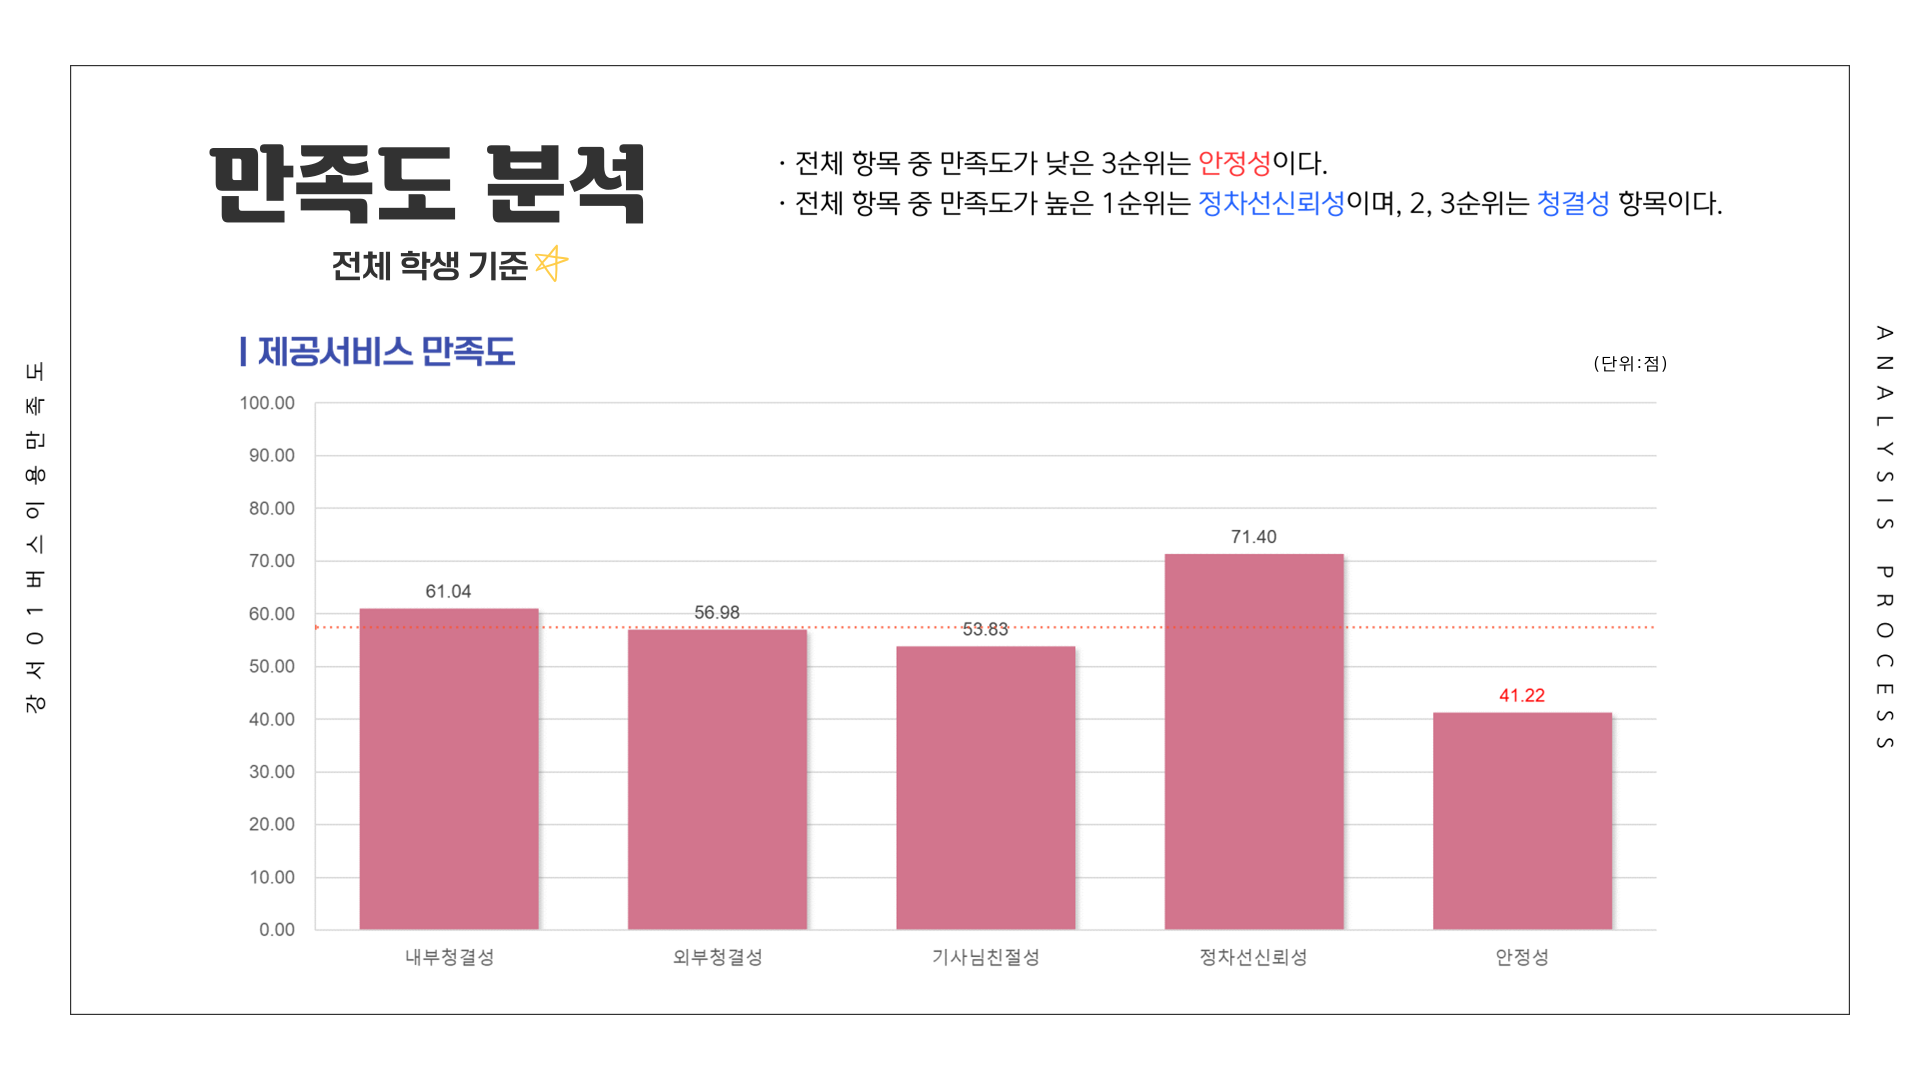 만족도 분석
전체 학생 기준
· 전체 항목 중 만족도가 낮은 3순위는 안정성이다.
· 전체 항목 중 만족도가 높은 1순위는 정차선신뢰성이며, 2, 3순위는 청결성 항목이다.
강서01버스이용만족도
ANALYSIS PROCESS
| 제공서비스 만족도
(단위:점)
100.00
90.00
80.00
70.00
60.00
50.00
40.00
30.00
20.00
10.00
0.00
61.04
56.98
53.83
71.40
41.22
내부청결성
외부청결성
기사님친절성
정차선신뢰성
안정성